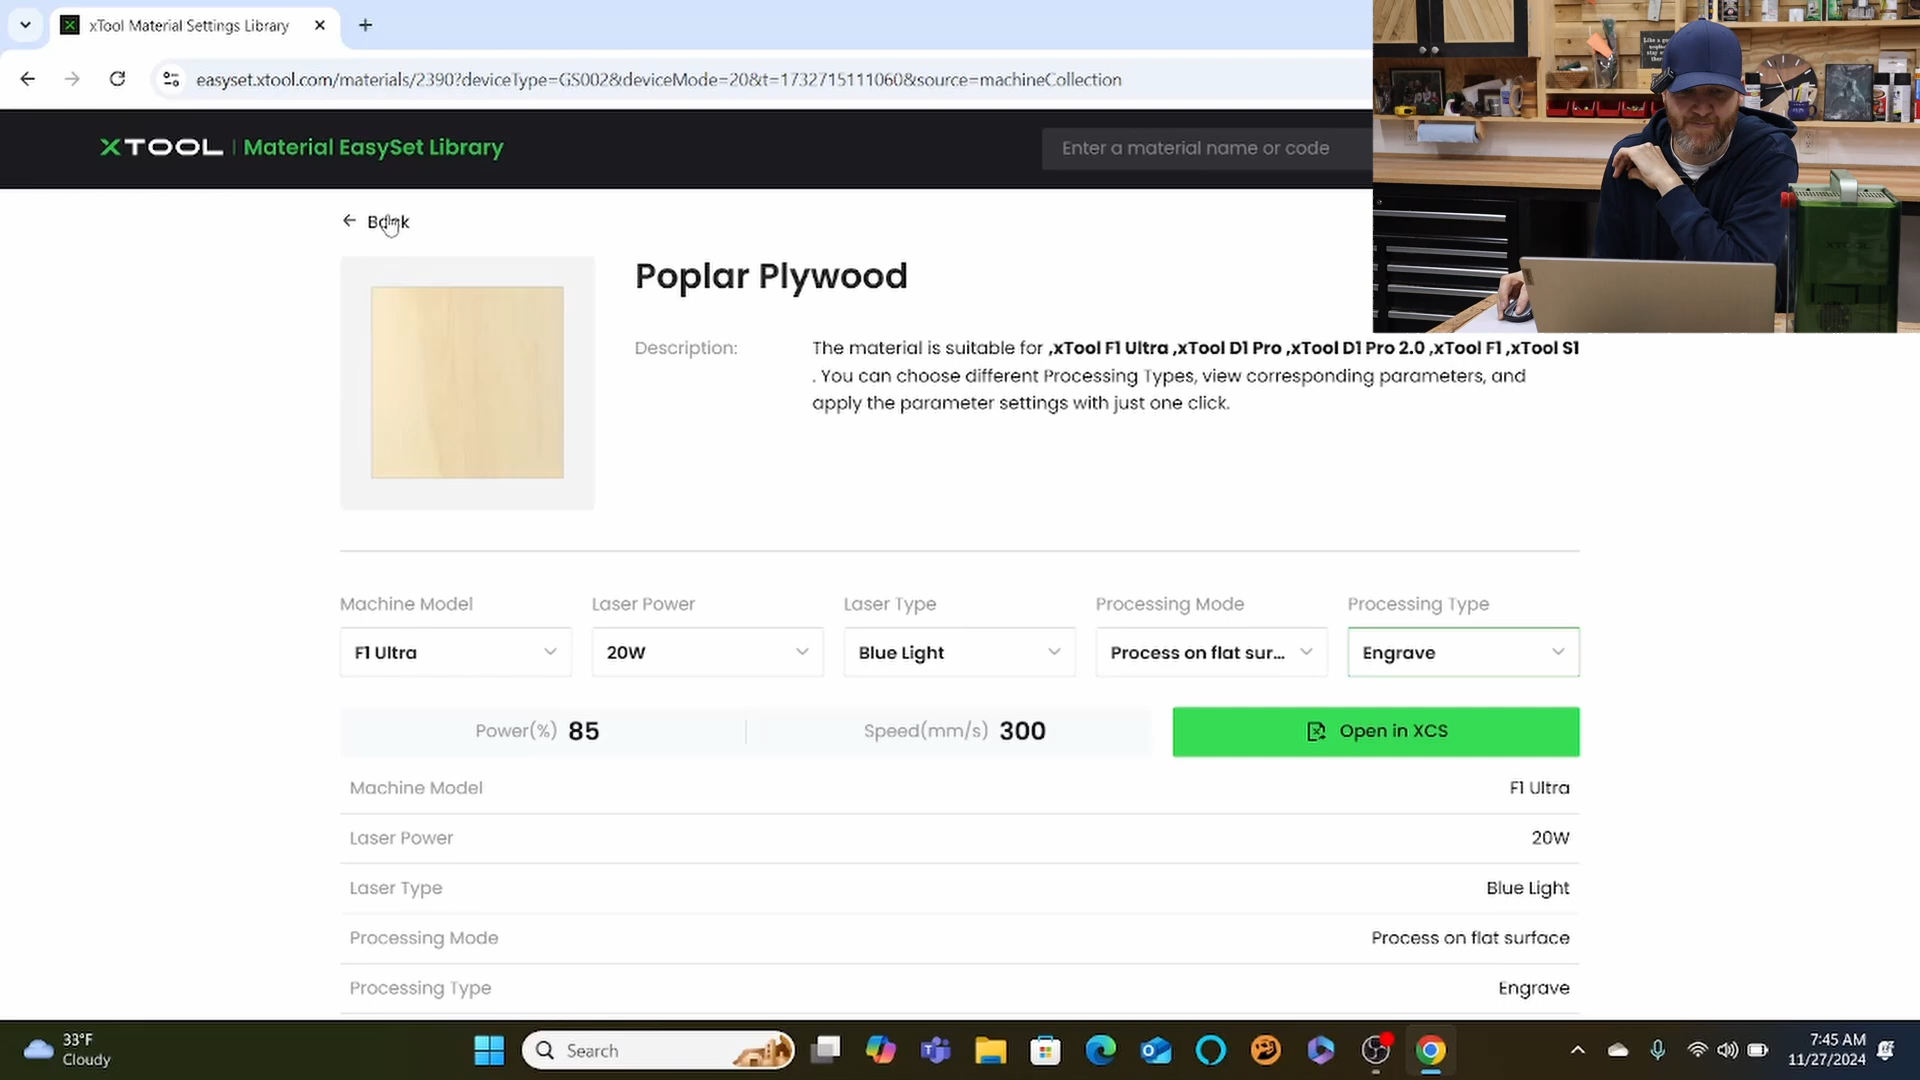 xTool Material Settings Library
easyset.xtool.com/materials/2390?deviceType=GS002&deviceMode=20&t=1732715111060&source=machineCollection
XTOOL | Material EasySet Library
Enter a material name or code
Back
Poplar Plywood
Description:
The material is suitable for ,xTool F1 Ultra ,xTool D1 Pro ,xTool D1 Pro 2.0 ,xTool F1 ,xTool S1
. You can choose different Processing Types, view corresponding parameters, and
apply the parameter settings with just one click.
Machine Model Laser Power Laser Type Processing Mode Processing Type
F1 Ultra 20W Blue Light Process on flat sur... Engrave
Power(%) 85 Speed(mm/s) 300 Open in XCS
Machine Model F1 Ultra
Laser Power 20W
Laser Type Blue Light
Processing Mode Process on flat surface
Processing Type Engrave
33°F
Cloudy
Search
7:45 AM
11/27/2024